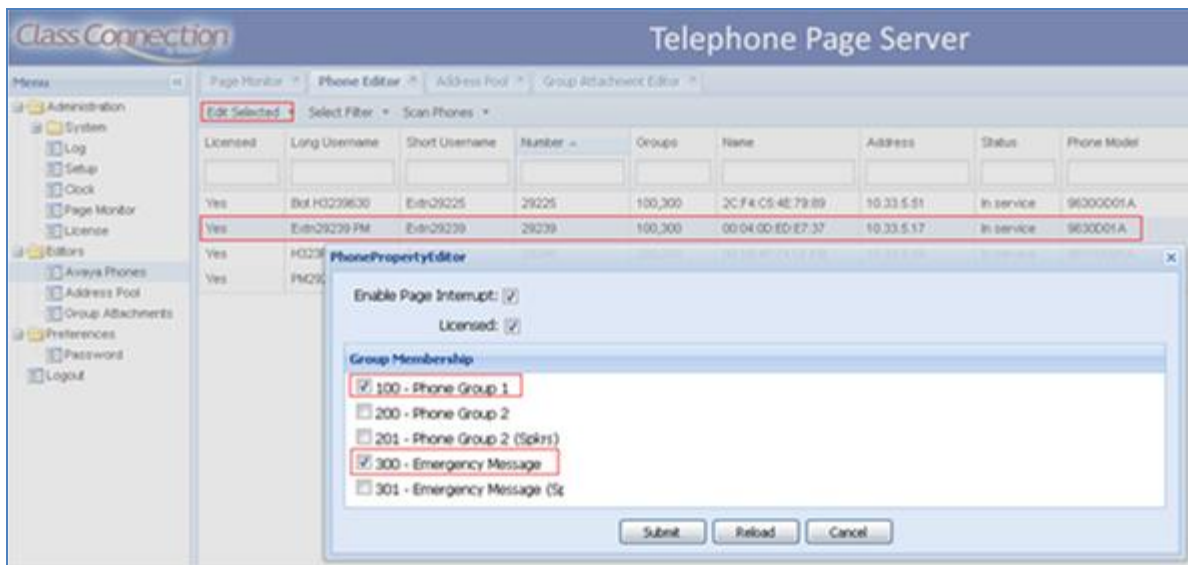 Class Connection
Telephone Page Server
Menu
Page Monitor
Phone Editor
Address Pool
Group Attachment Editor
Administration
System
Log
Setup
Clock
Page Monitor
License
Editors
Avaya Phones
Address Pool
Group Attachments
Preferences
Password
Logout
Edit Selected
Select Filter
Scan Phones
Licensed Long Username Short Username Number Groups Name Address Status Phone Model
Yes Biot H3239630 Extn29225 29225 100,300 2C:F4:C5:4E:79:89 10.33.5.51 In service 9630D01A
Yes Extn29239 PM Extn29239 29239 100,300 00:04:0D:ED:E7:37 10.33.5.17 In service 9630D01A
Yes
Yes
PhonePropertyEditor
Enable Page Interrupt:
Licensed:
Group Membership
100 - Phone Group 1
200 - Phone Group 2
201 - Phone Group 2 (Spkrs)
300 - Emergency Message
301 - Emergency Message (Sp
Submit
Reload
Cancel